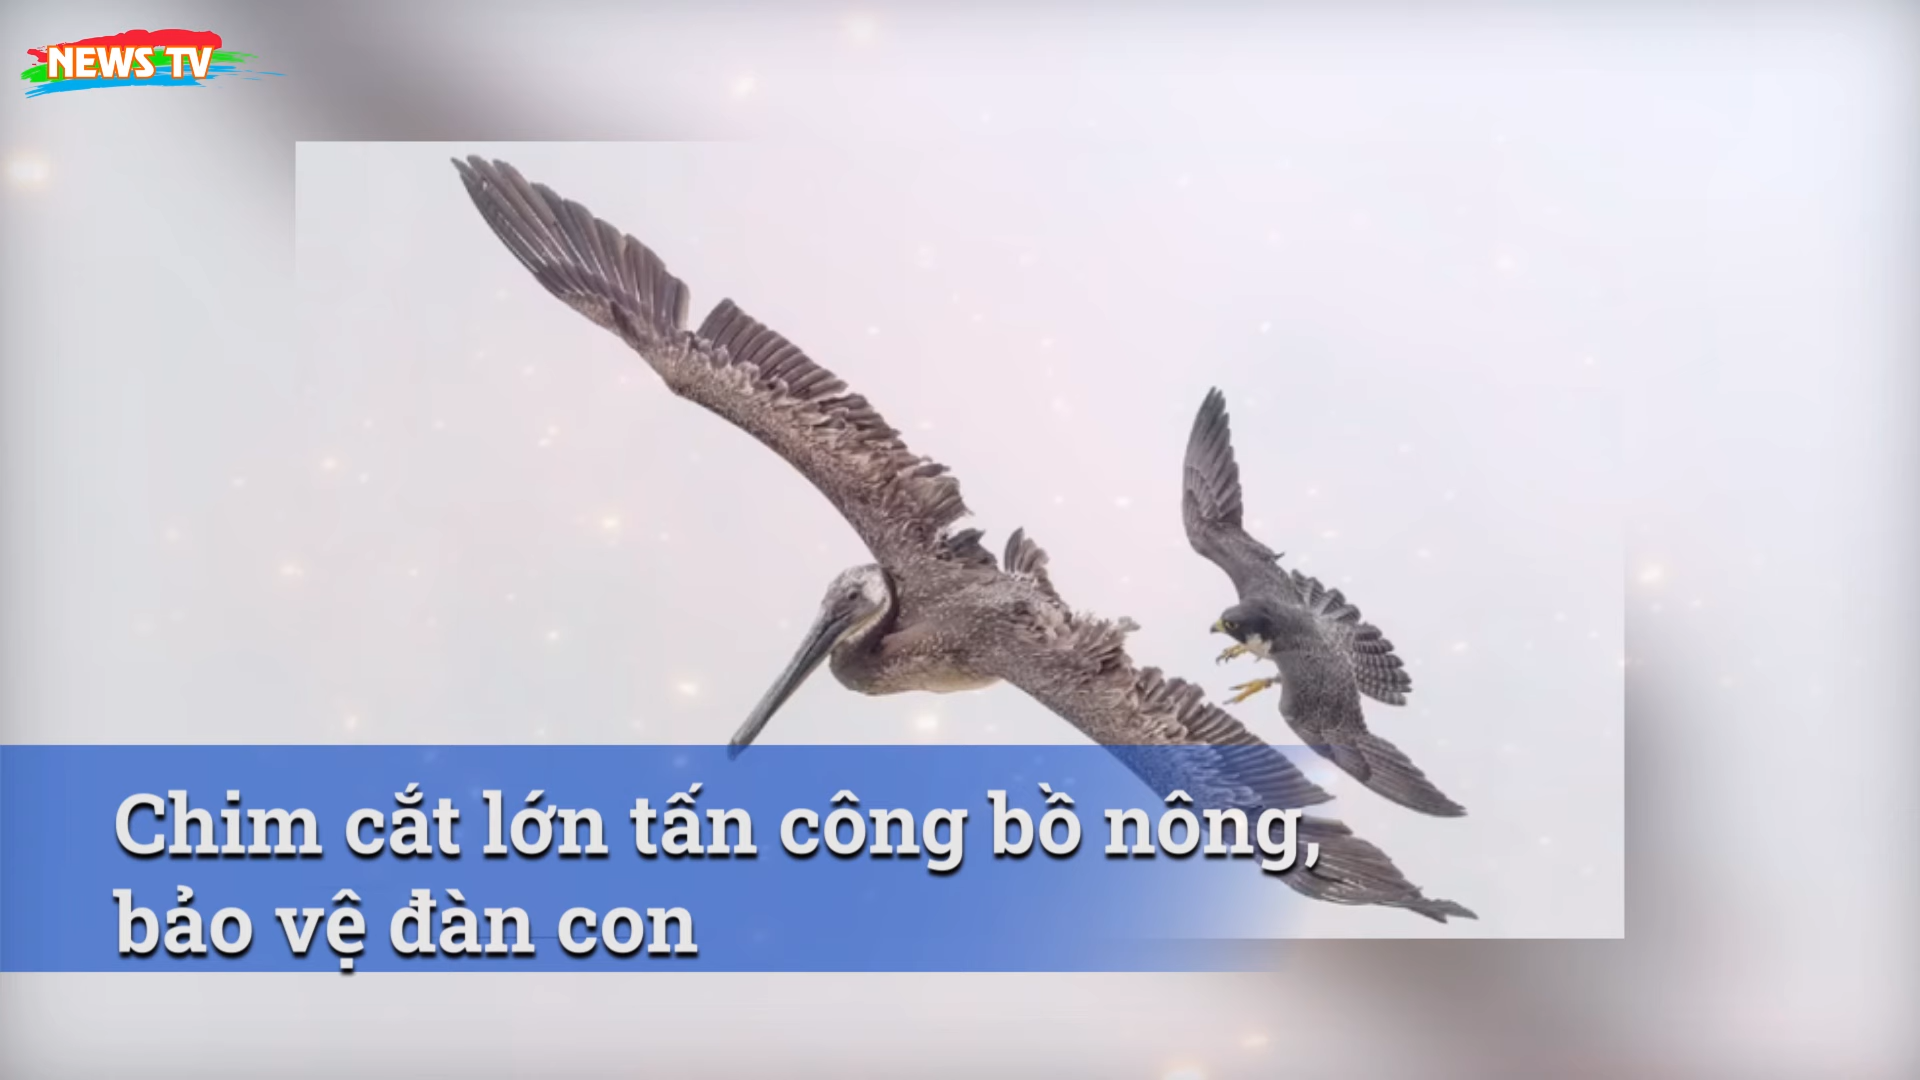 NEWS TV
Chim cắt lớn tấn công bồ nông,
bảo vệ đàn con